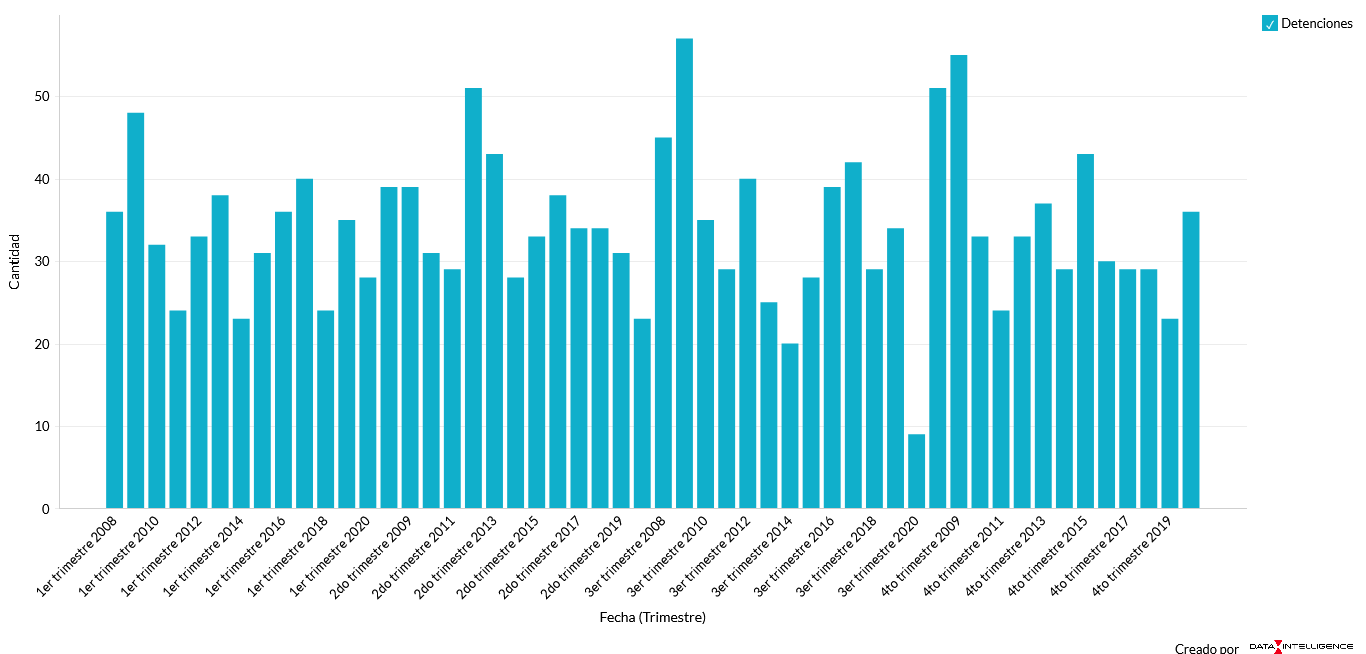 Detenciones
Cantidad
50
40
30
20
10
0
1er trimestre 2008
1er trimestre 2010
1er trimestre 2012
1er trimestre 2014
1er trimestre 2016
1er trimestre 2018
1er trimestre 2020
2do trimestre 2009
2do trimestre 2011
2do trimestre 2013
2do trimestre 2015
2do trimestre 2017
2do trimestre 2019
3er trimestre 2008
3er trimestre 2010
3er trimestre 2012
3er trimestre 2014
3er trimestre 2016
3er trimestre 2018
3er trimestre 2020
4to trimestre 2009
4to trimestre 2011
4to trimestre 2013
4to trimestre 2015
4to trimestre 2017
4to trimestre 2019
Fecha (Trimestre)
Creado por DATA INTELLIGENCE